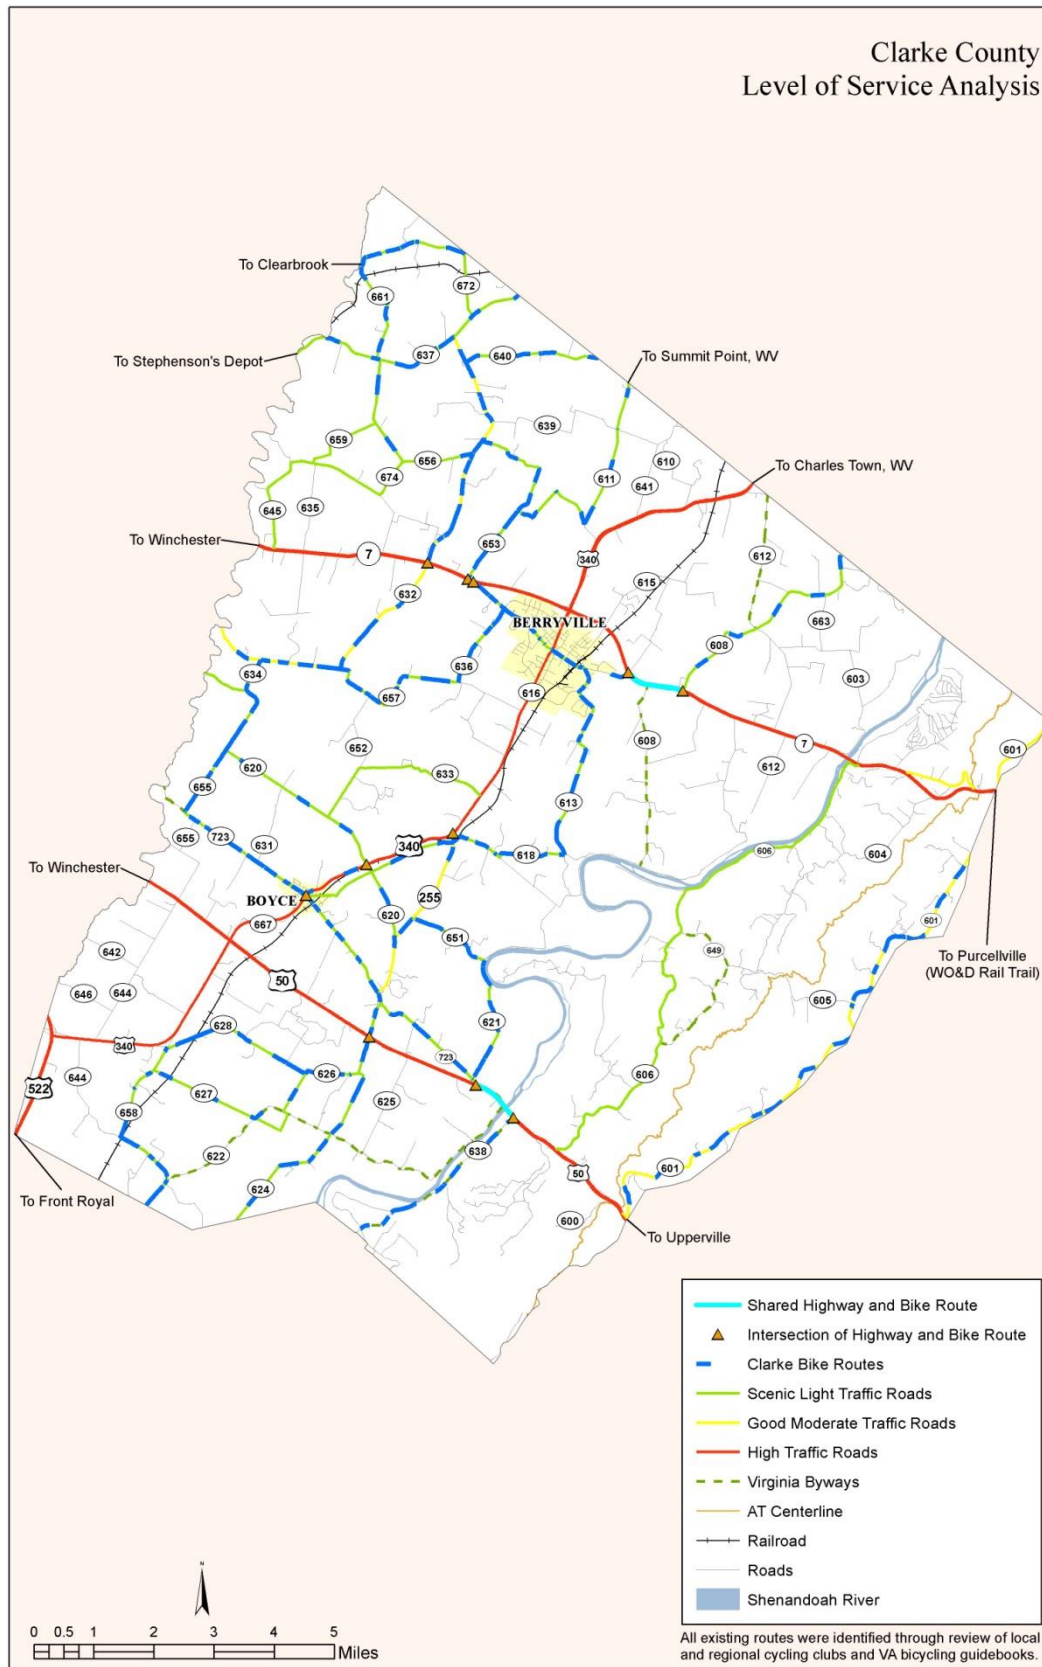 Clarke County
Level of Service Analysis
To Clearbrook
672
661
To Stephenson's Depot
637
640
To Summit Point, WV
639
659
656
674
610
To Charles Town, WV
611
641
645
635
To Winchester
7
653
340
612
615
632
663
BERRYVILLE
608
636
634
603
657
616
608
652
7
601
633
612
620
655
613
655
723
631
340
618
606
604
To Winchester
BOYCE
255
667
620
651
601
649
642
To Purcellville
(WO&D Rail Trail)
50
646
644
605
628
621
340
723
644
626
606
522
627
625
658
622
638
601
50
624
To Front Royal
600
To Upperville
Shared Highway and Bike Route
Intersection of Highway and Bike Route
Clarke Bike Routes
Scenic Light Traffic Roads
Good Moderate Traffic Roads
High Traffic Roads
Virginia Byways
AT Centerline
Railroad
Roads
Shenandoah River
N
0 0.5 1 2 3 4 5
Miles
All existing routes were identified through review of local
and regional cycling clubs and VA bicycling guidebooks.